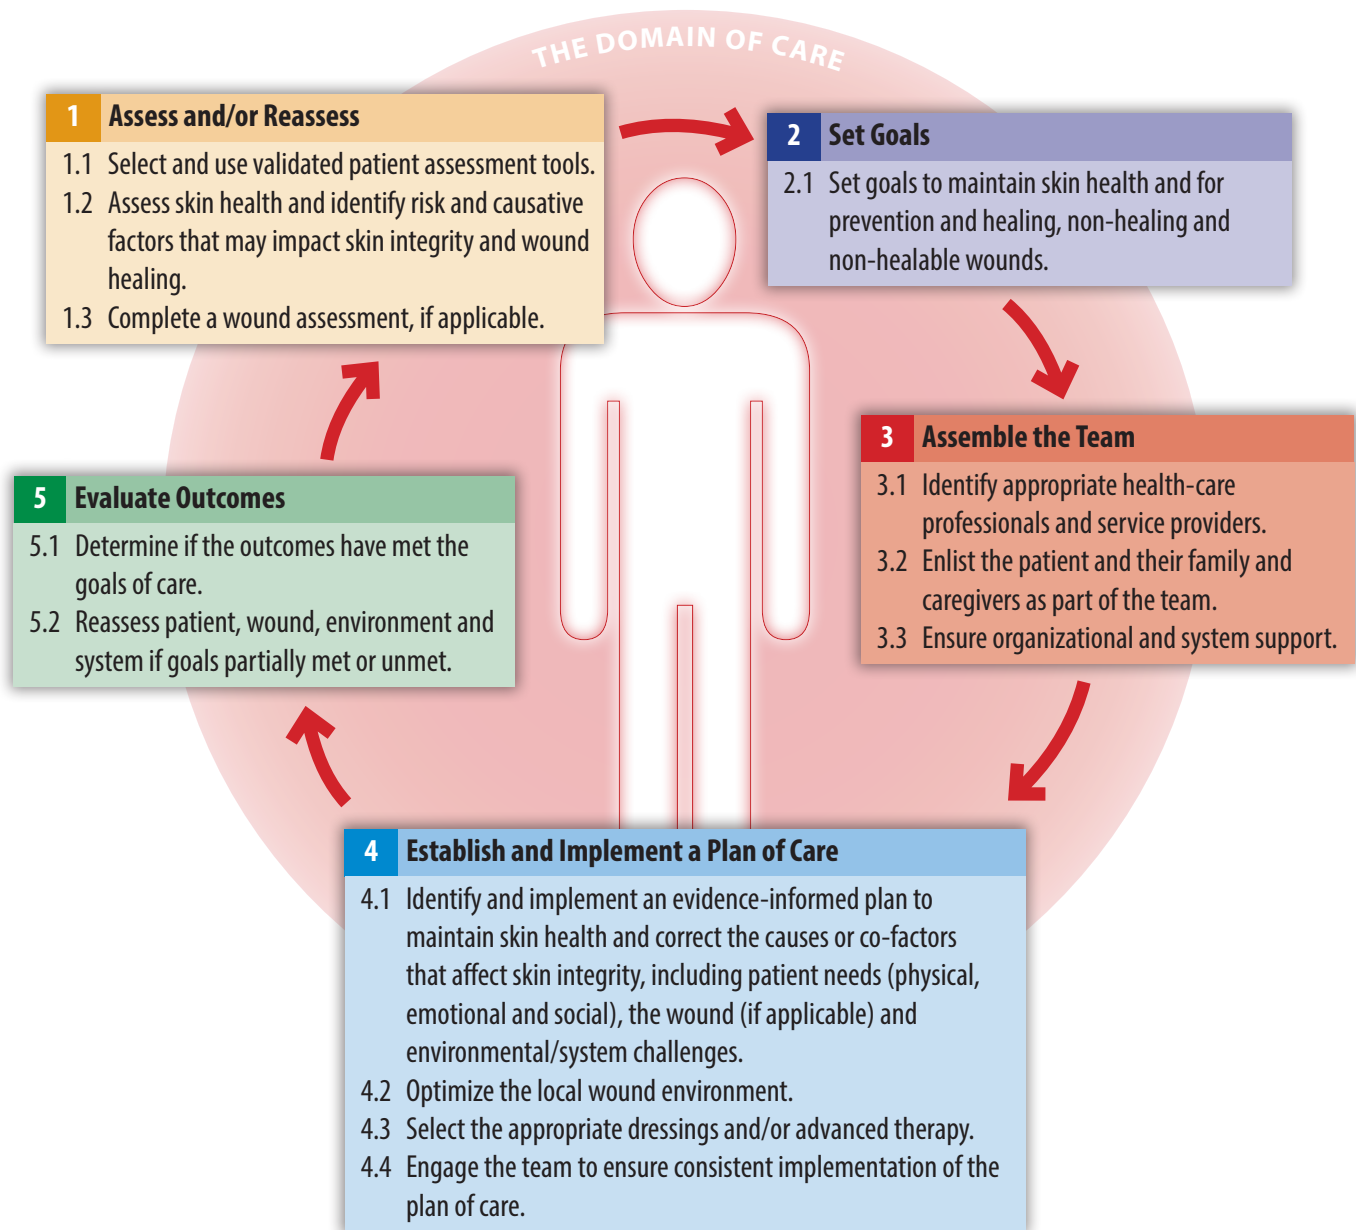 THE DOMAIN OF CARE
1 Assess and/or Reassess
1.1 Select and use validated patient assessment tools.
1.2 Assess skin health and identify risk and causative
factors that may impact skin integrity and wound
healing.
1.3 Complete a wound assessment, if applicable.
2 Set Goals
2.1 Set goals to maintain skin health and for
prevention and healing, non-healing and
non-healable wounds.
3 Assemble the Team
3.1 Identify appropriate health-care
professionals and service providers.
3.2 Enlist the patient and their family and
caregivers as part of the team.
3.3 Ensure organizational and system support.
4 Establish and Implement a Plan of Care
4.1 Identify and implement an evidence-informed plan to
maintain skin health and correct the causes or co-factors
that affect skin integrity, including patient needs (physical,
emotional and social), the wound (if applicable) and
environmental/system challenges.
4.2 Optimize the local wound environment.
4.3 Select the appropriate dressings and/or advanced therapy.
4.4 Engage the team to ensure consistent implementation of the
plan of care.
5 Evaluate Outcomes
5.1 Determine if the outcomes have met the
goals of care.
5.2 Reassess patient, wound, environment and
system if goals partially met or unmet.